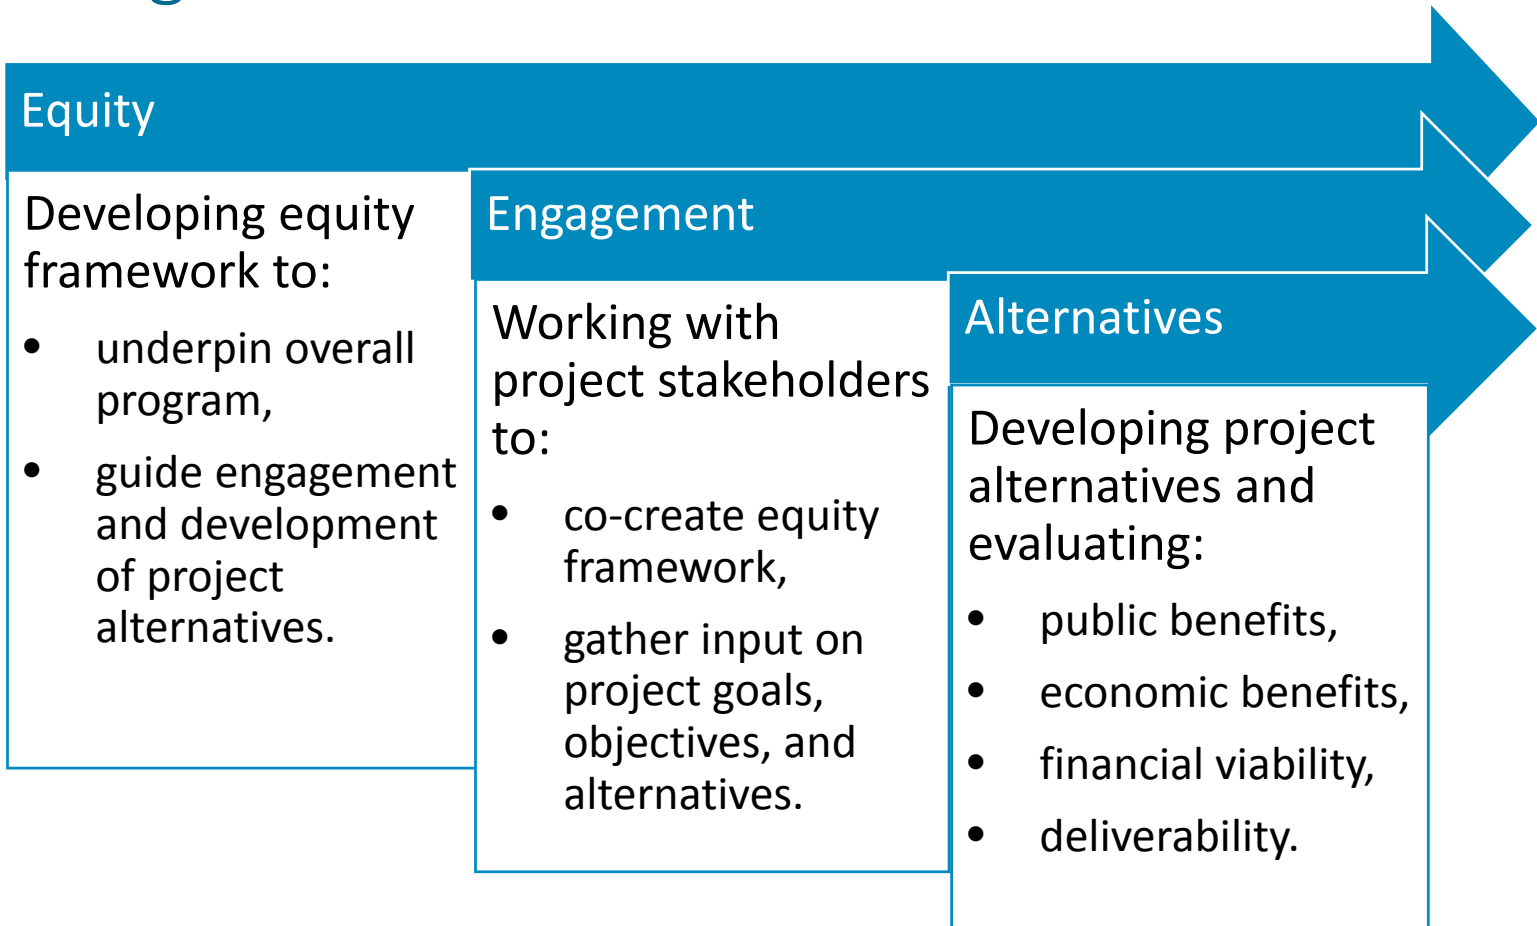 Equity
Developing equity
framework to:
• underpin overall
program,
• guide engagement
and development
of project
alternatives.
Engagement
Working with
project stakeholders
to:
• co-create equity
framework,
• gather input on
project goals,
objectives, and
alternatives.
Alternatives
Developing project
alternatives and
evaluating:
• public benefits,
• economic benefits,
• financial viability,
• deliverability.